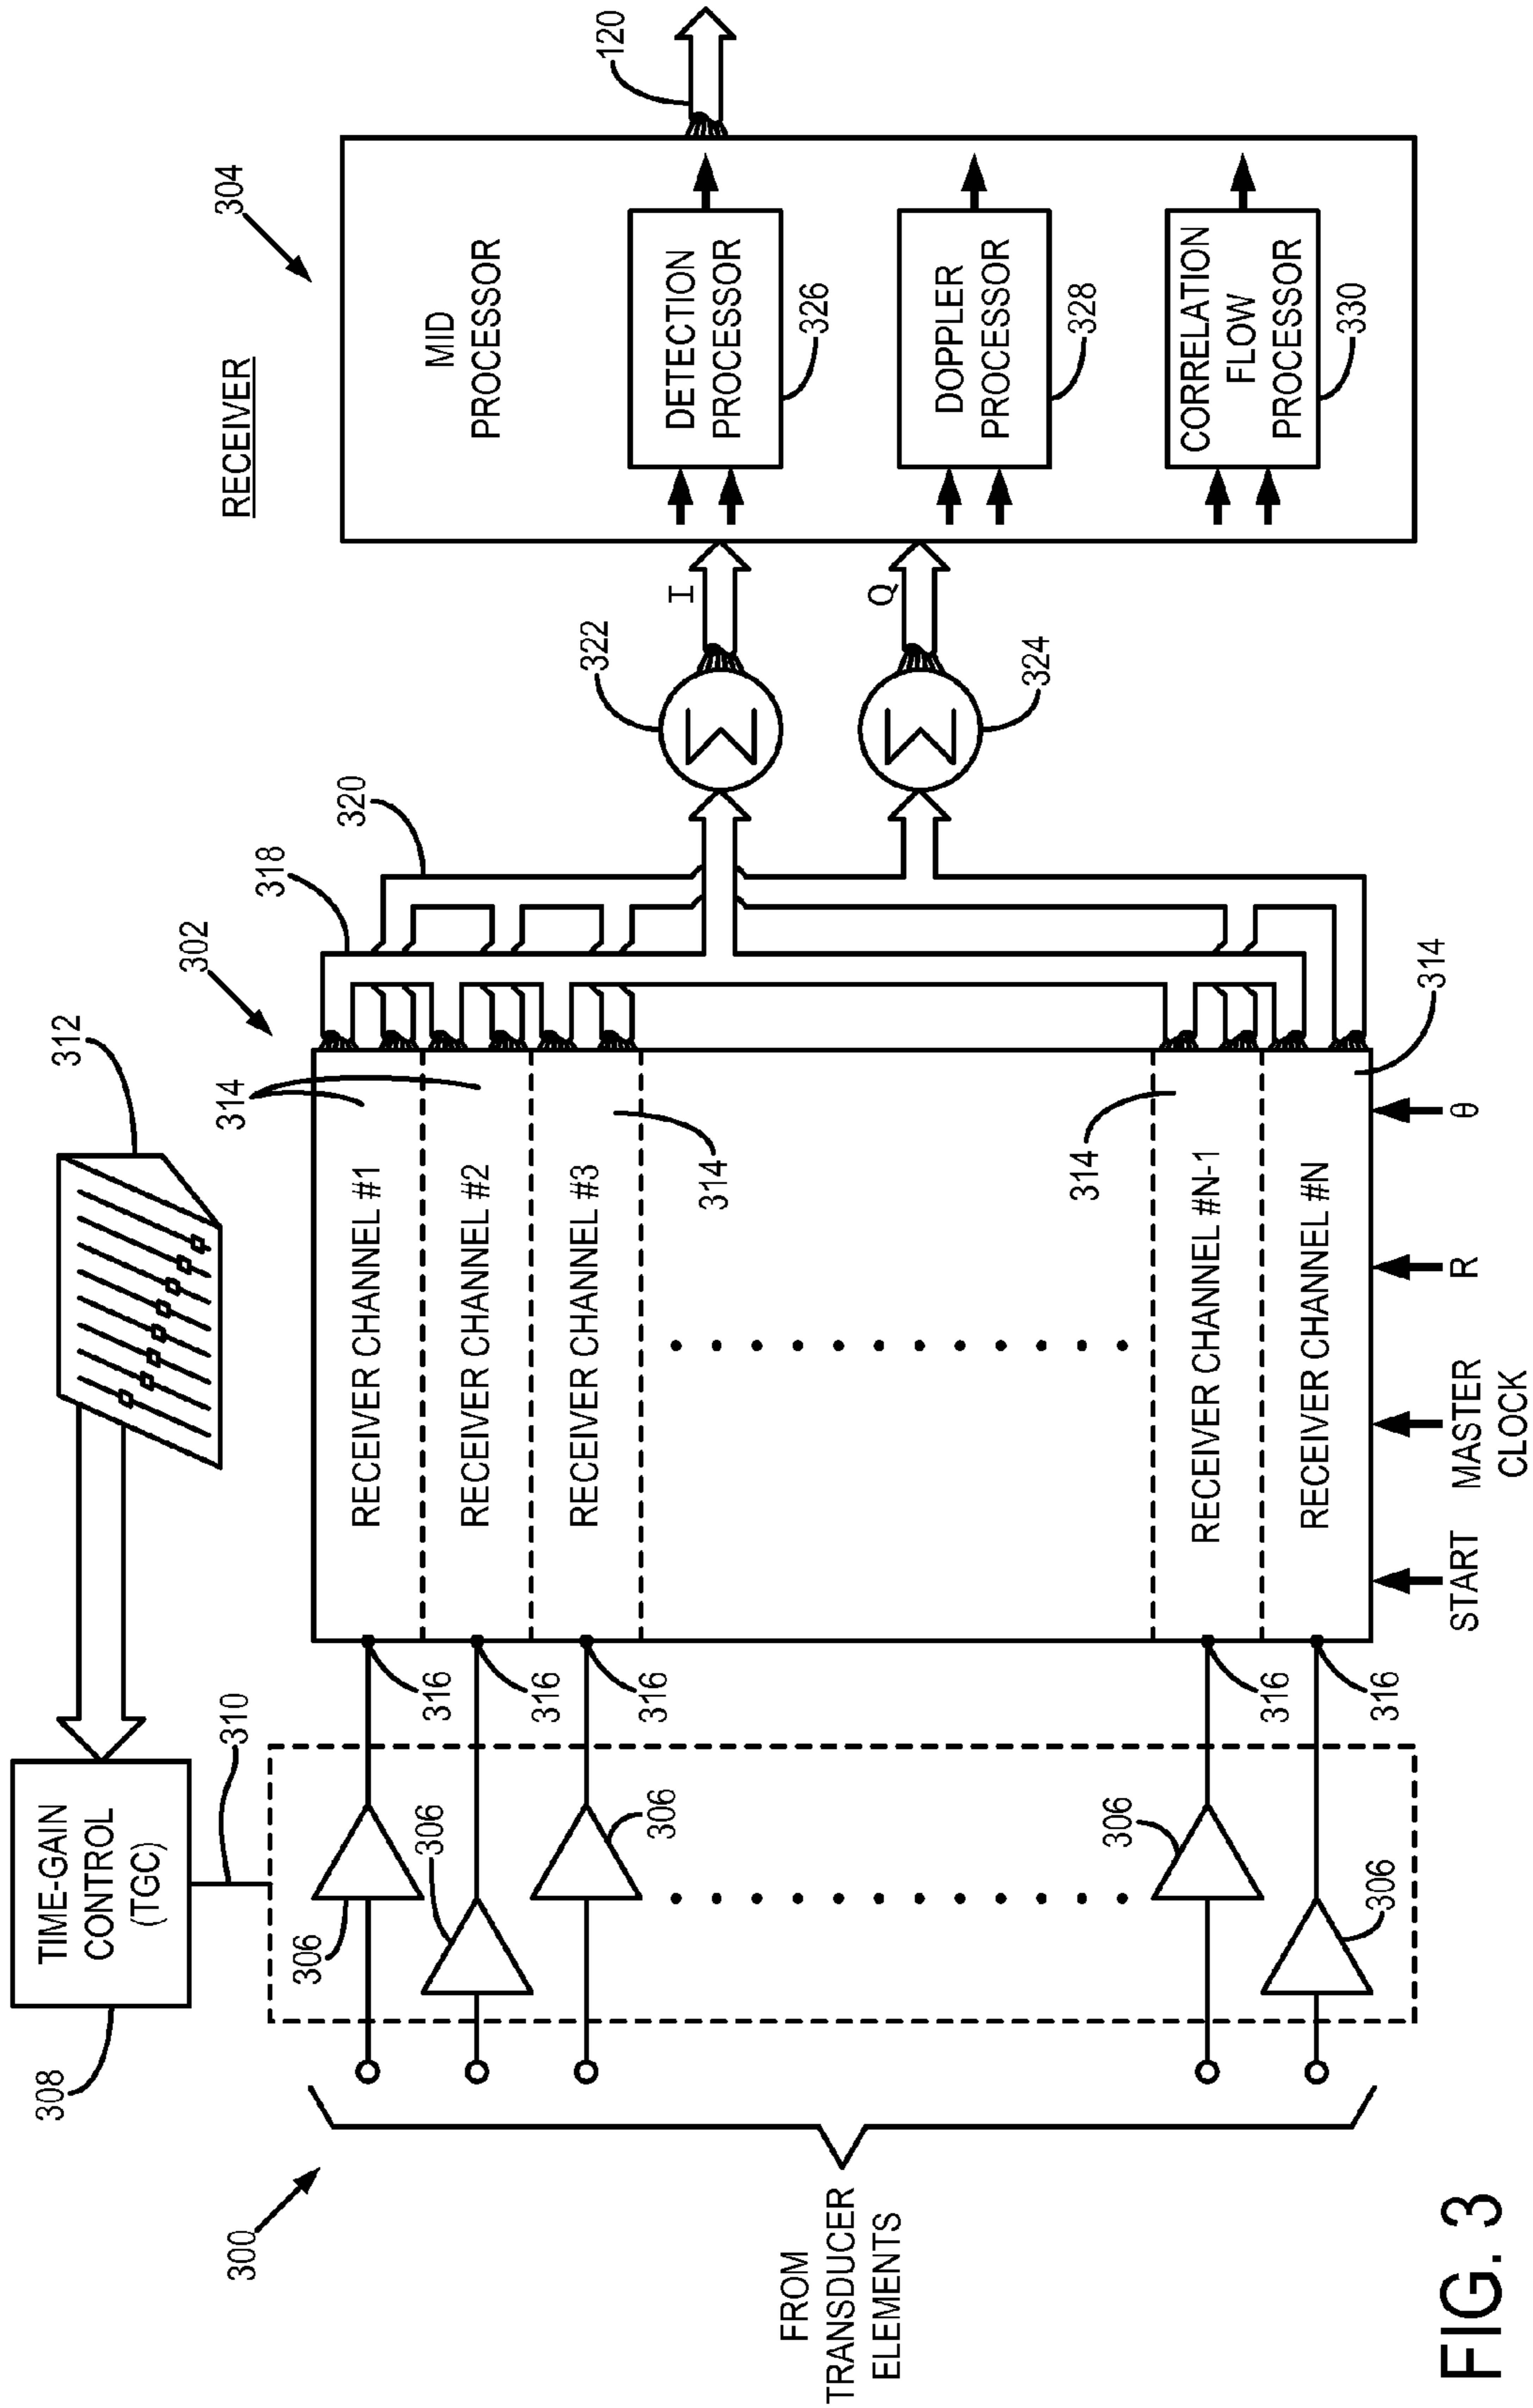 RECEIVER
304
120
MID
PROCESSOR
DETECTION
PROCESSOR
326
DOPPLER
PROCESSOR
328
CORRELATION
FLOW
PROCESSOR
330
I
Q
322
324
318
320
302
312
314
314
314
314
RECEIVER CHANNEL #1
RECEIVER CHANNEL #2
RECEIVER CHANNEL #3
RECEIVER CHANNEL #N-1
RECEIVER CHANNEL #N
START
MASTER
CLOCK
R
θ
316
316
316
316
316
310
TIME-GAIN
CONTROL
(TGC)
308
306
306
306
306
306
300
FROM
TRANSDUCER
ELEMENTS
FIG. 3